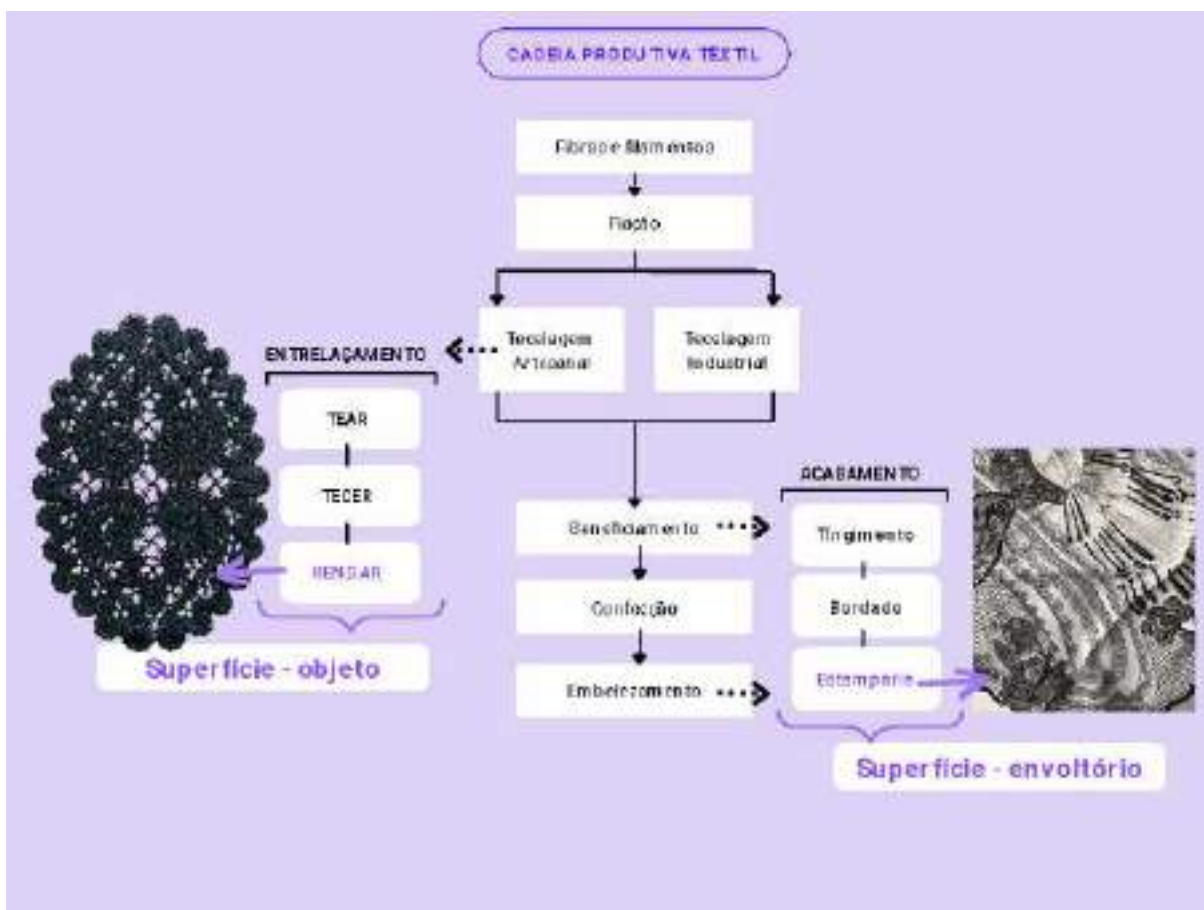 CADEIA PRODUTIVA TÊXTIL
Fibras e filamentos
Fiação
Tecelagem
Artesanal
Tecelagem
Industrial
ENTRELAÇAMENTO
TEAR
TECER
RENDAR
Superfície - objeto
Beneficiamento
Confecção
Embelezamento
ACABAMENTO
Tingimento
Bordado
Estamparia
Superfície - envoltório